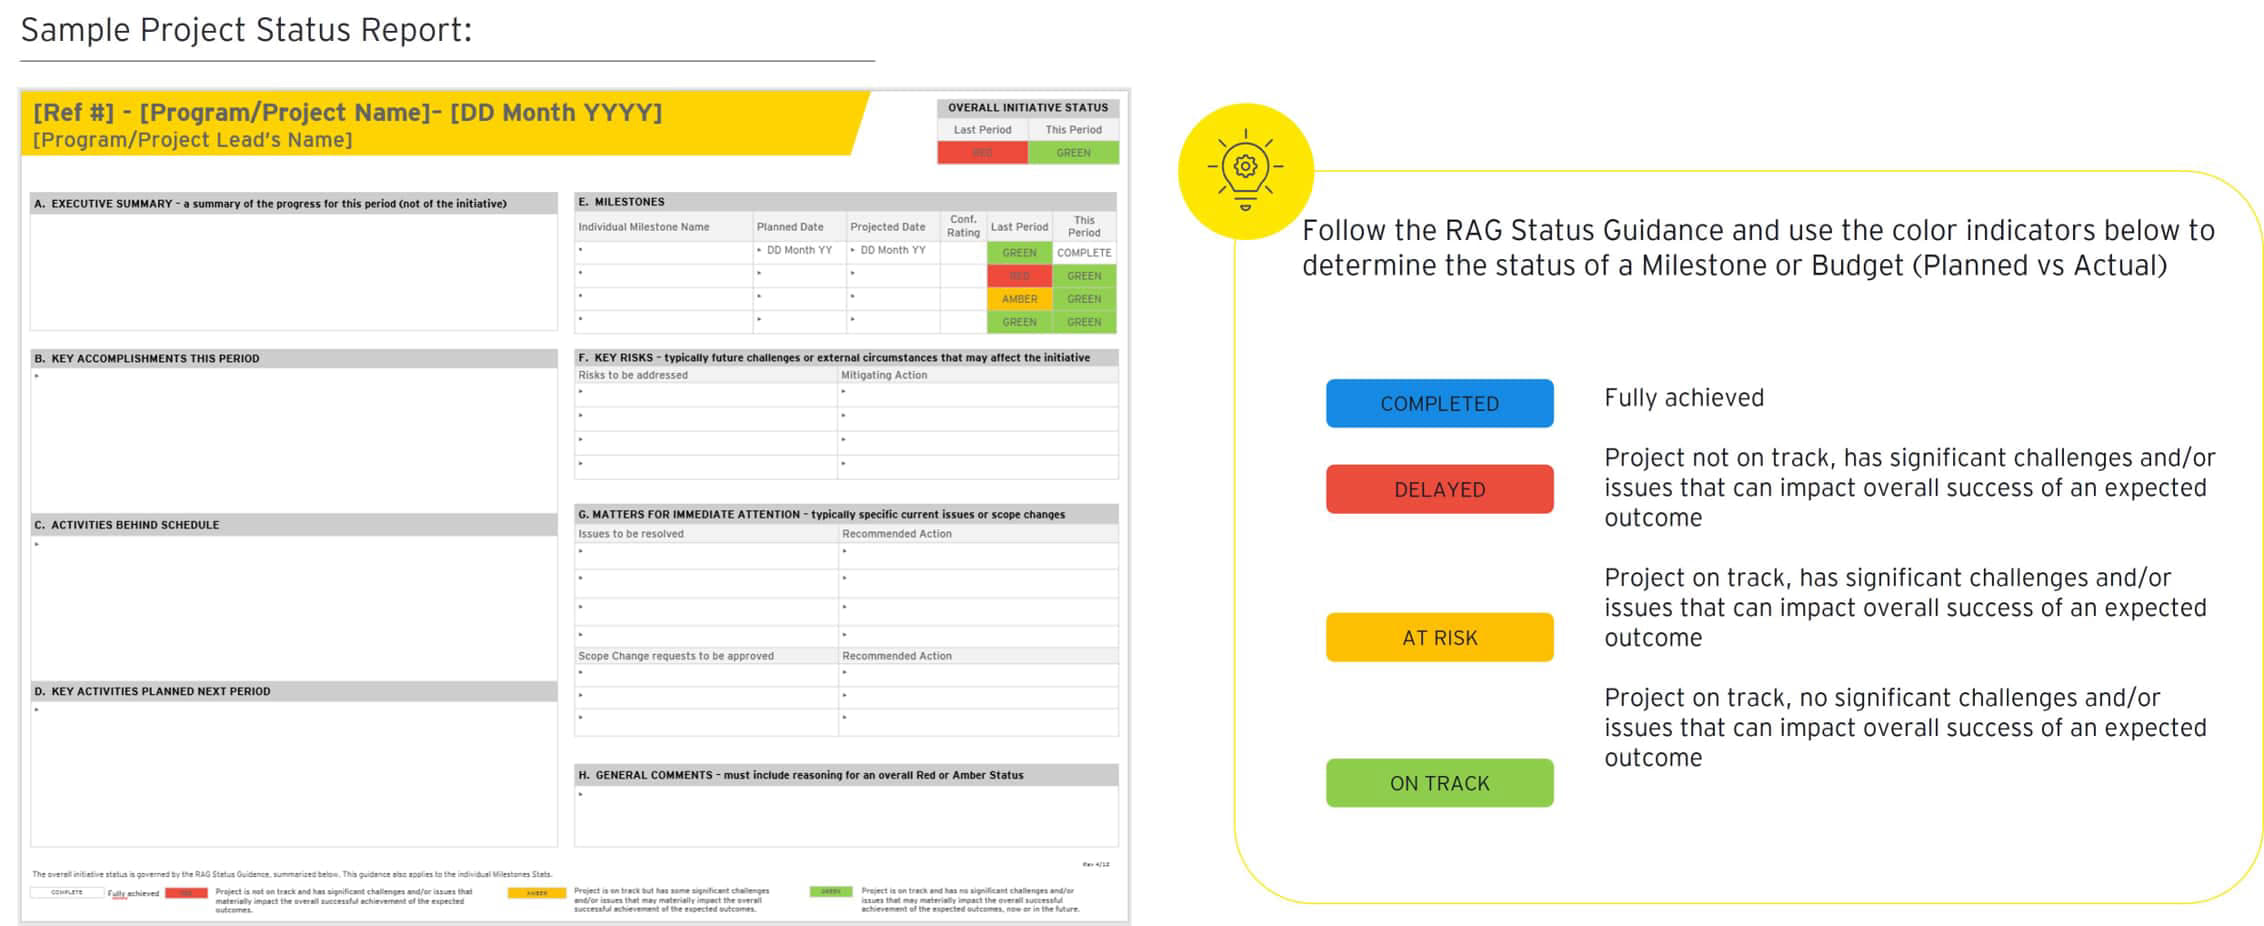 Sample Project Status Report:
[Ref #] - [Program/Project Name]– [DD Month YYYY]
[Program/Project Lead's Name]
OVERALL INITIATIVE STATUS
Last Period This Period
RED GREEN
A. EXECUTIVE SUMMARY – a summary of the progress for this period (not of the initiative)
B. KEY ACCOMPLISHMENTS THIS PERIOD
C. ACTIVITIES BEHIND SCHEDULE
D. KEY ACTIVITIES PLANNED NEXT PERIOD
E. MILESTONES
Individual Milestone Name Planned Date Projected Date Conf. Rating Last Period This Period
DD Month YY DD Month YY GREEN COMPLETE
RED GREEN
AMBER GREEN
GREEN GREEN
F. KEY RISKS – typically future challenges or external circumstances that may affect the initiative
Risks to be addressed Mitigating Action
G. MATTERS FOR IMMEDIATE ATTENTION – typically specific current issues or scope changes
Issues to be resolved Recommended Action
Scope Change requests to be approved Recommended Action
H. GENERAL COMMENTS – must include reasoning for an overall Red or Amber Status
Rev 4/12
The overall initiative status is governed by the RAG Status Guidance, summarized below. This guidance also applies to the individual Milestones Stats.
COMPLETE Fully achieved
RED Project is not on track and has significant challenges and/or issues that
materially impact the overall successful achievement of the expected
outcomes.
AMBER Project is on track but has some significant challenges
and/or issues that may materially impact the overall
successful achievement of the expected outcomes.
GREEN Project is on track and has no significant challenges and/or
issues that may materially impact the overall successful
achievement of the expected outcomes, now or in the future.
Follow the RAG Status Guidance and use the color indicators below to
determine the status of a Milestone or Budget (Planned vs Actual)
COMPLETED Fully achieved
DELAYED Project not on track, has significant challenges and/or
issues that can impact overall success of an expected
outcome
AT RISK Project on track, has significant challenges and/or
issues that can impact overall success of an expected
outcome
ON TRACK Project on track, no significant challenges and/or
issues that can impact overall success of an expected
outcome